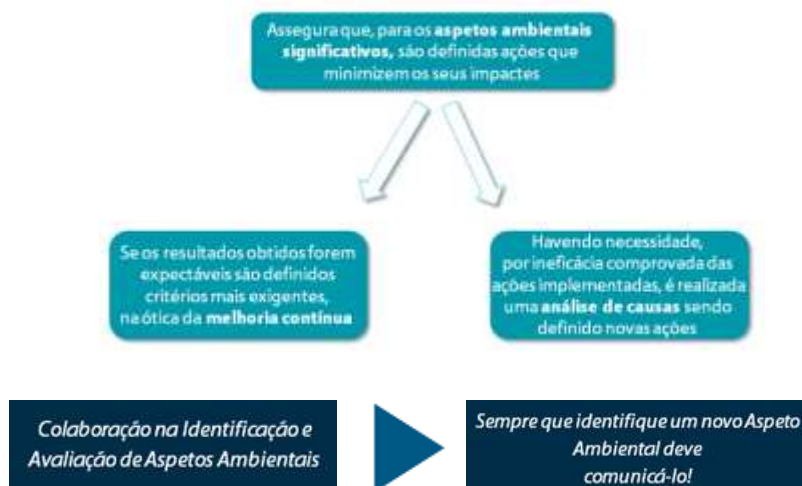 Assegura que, para os aspetos ambientais
significativos, são definidas ações que
minimizem os seus impactes
Se os resultados obtidos forem
expectáveis são definidos
critérios mais exigentes,
na ótica da melhoria contínua
Havendo necessidade,
por ineficácia comprovada das
ações implementadas, é realizada
uma análise de causas sendo
definido novas ações
Colaboração na Identificação e
Avaliação de Aspetos Ambientais
Sempre que identifique um novo Aspeto
Ambiental deve
comunicá-lo!